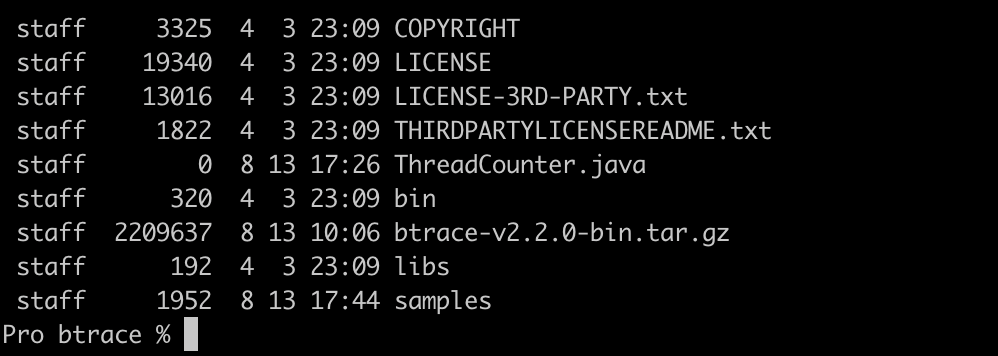 staff 3325 4 3 23:09 COPYRIGHT
staff 19340 4 3 23:09 LICENSE
staff 13016 4 3 23:09 LICENSE-3RD-PARTY.txt
staff 1822 4 3 23:09 THIRDPARTYLICENSEREADME.txt
staff 0 8 13 17:26 ThreadCounter.java
staff 320 4 3 23:09 bin
staff 2209637 8 13 10:06 btrace-v2.2.0-bin.tar.gz
staff 192 4 3 23:09 libs
staff 1952 8 13 17:44 samples
Pro btrace %